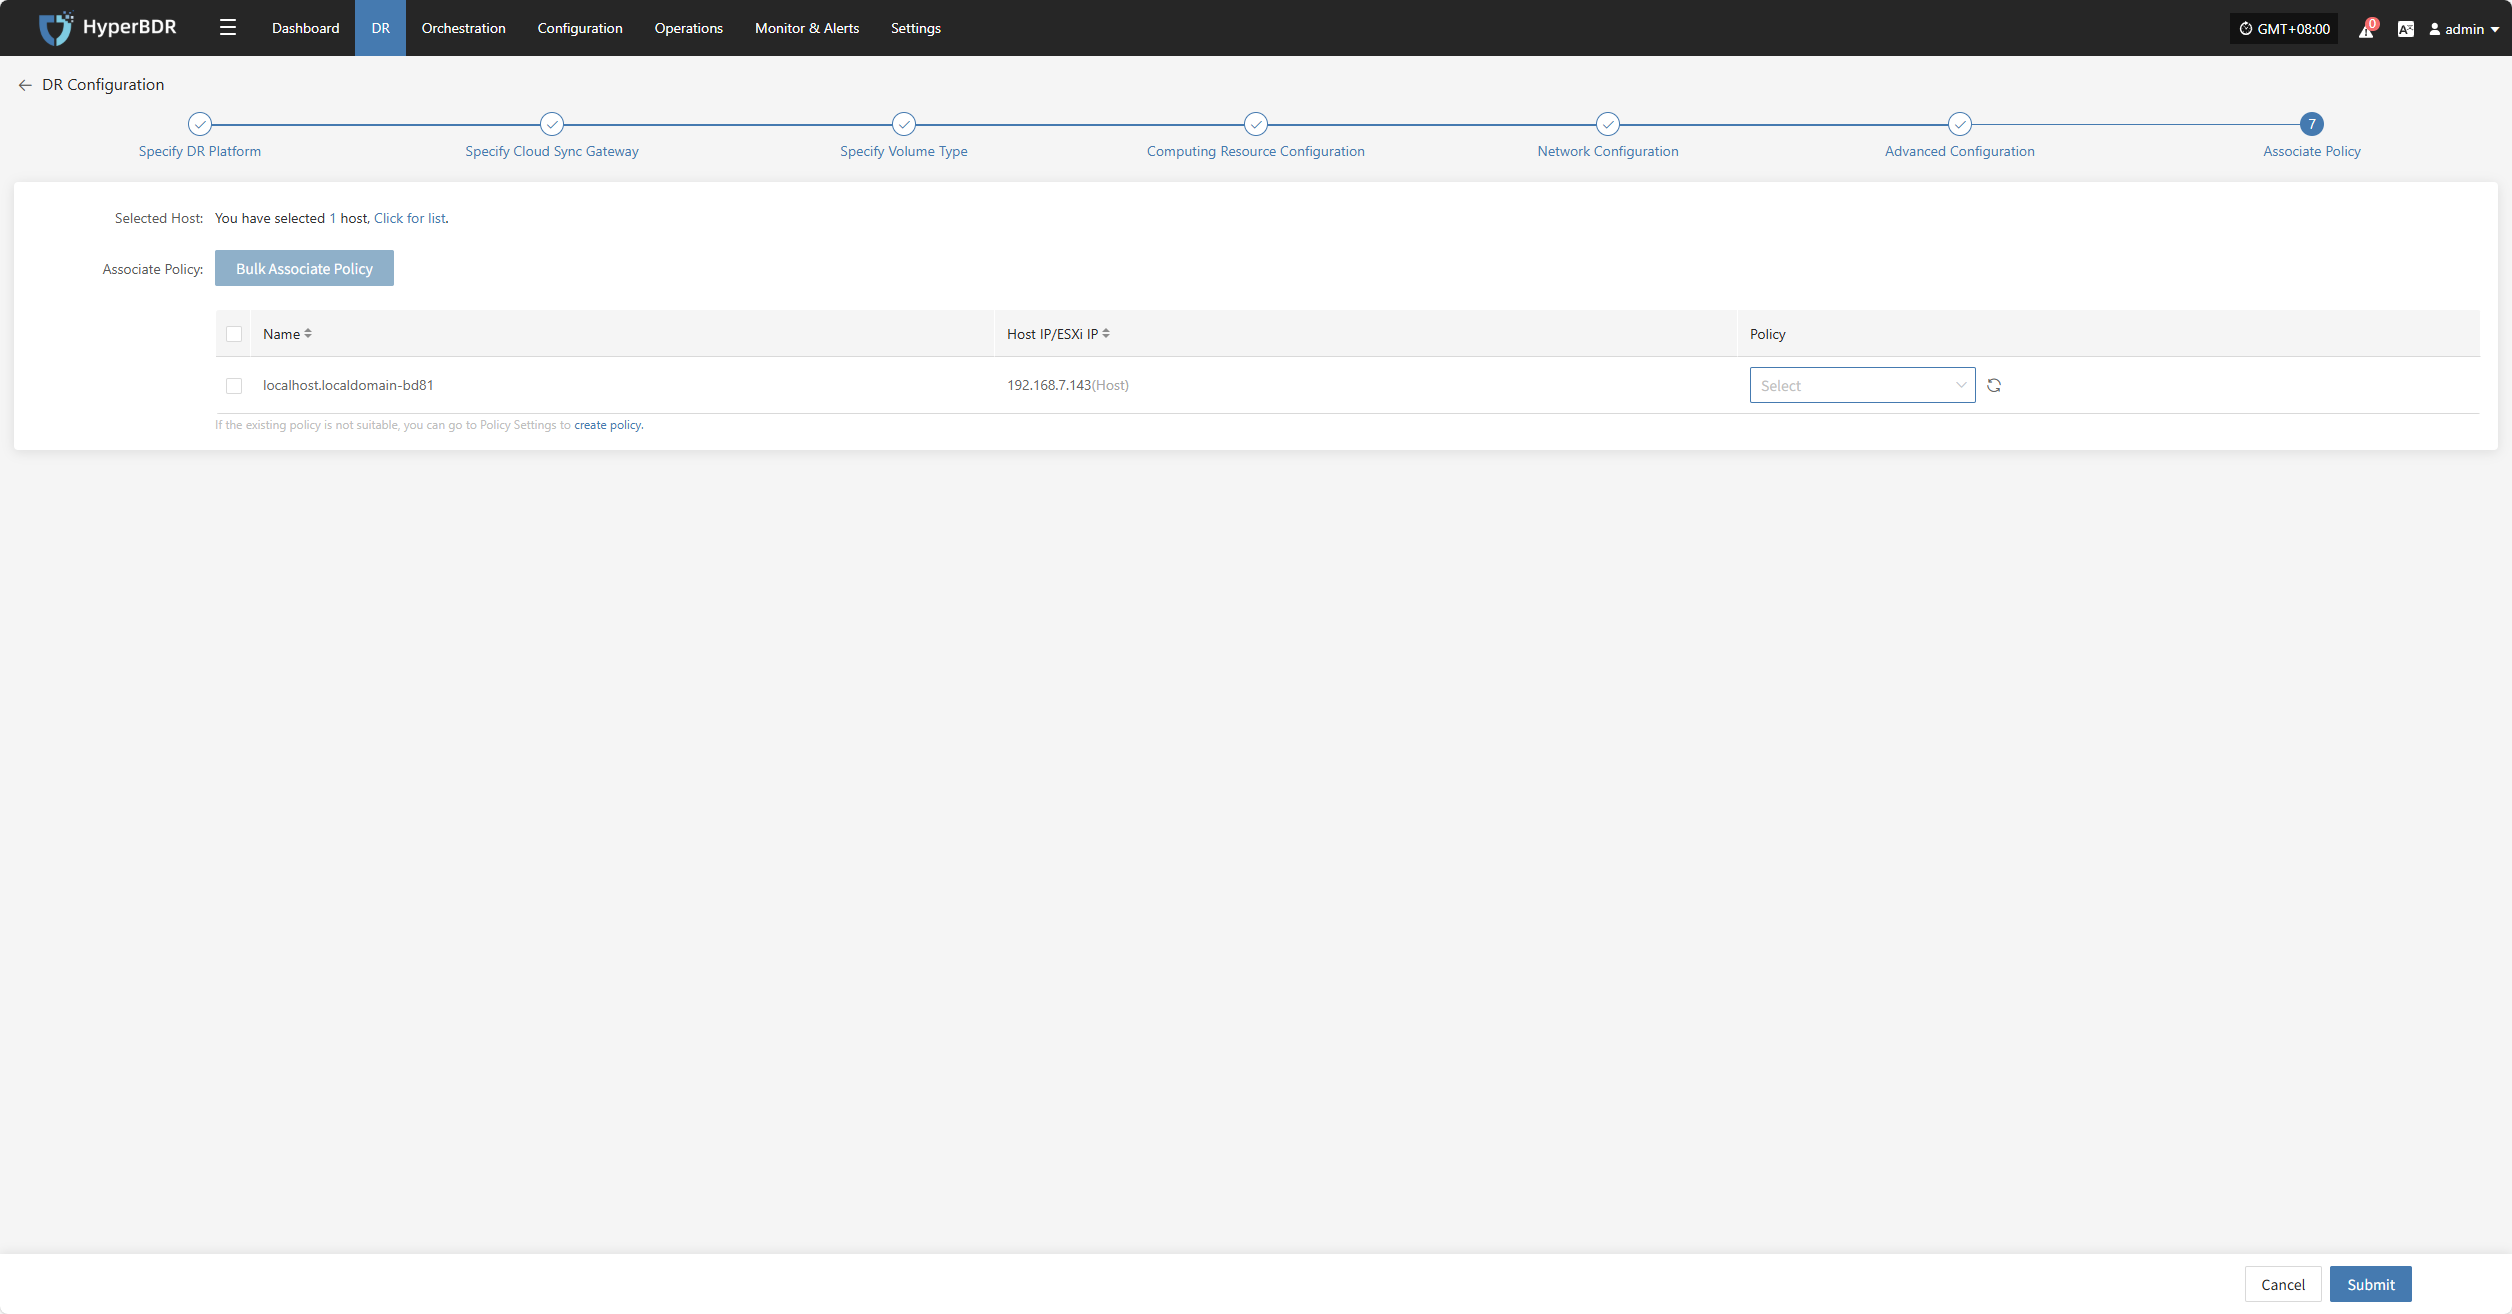 HyperBDR
Dashboard
DR
Orchestration
Configuration
Operations
Monitor & Alerts
Settings
GMT+08:00
0
admin
DR Configuration
7
Specify DR Platform
Specify Cloud Sync Gateway
Specify Volume Type
Computing Resource Configuration
Network Configuration
Advanced Configuration
Associate Policy
Selected Host: You have selected 1 host, Click for list.
Associate Policy: Bulk Associate Policy
Name
Host IP/ESXi IP
Policy
localhost.localdomain-bd81
192.168.7.143(Host)
Select
If the existing policy is not suitable, you can go to Policy Settings to create policy.
Cancel
Submit